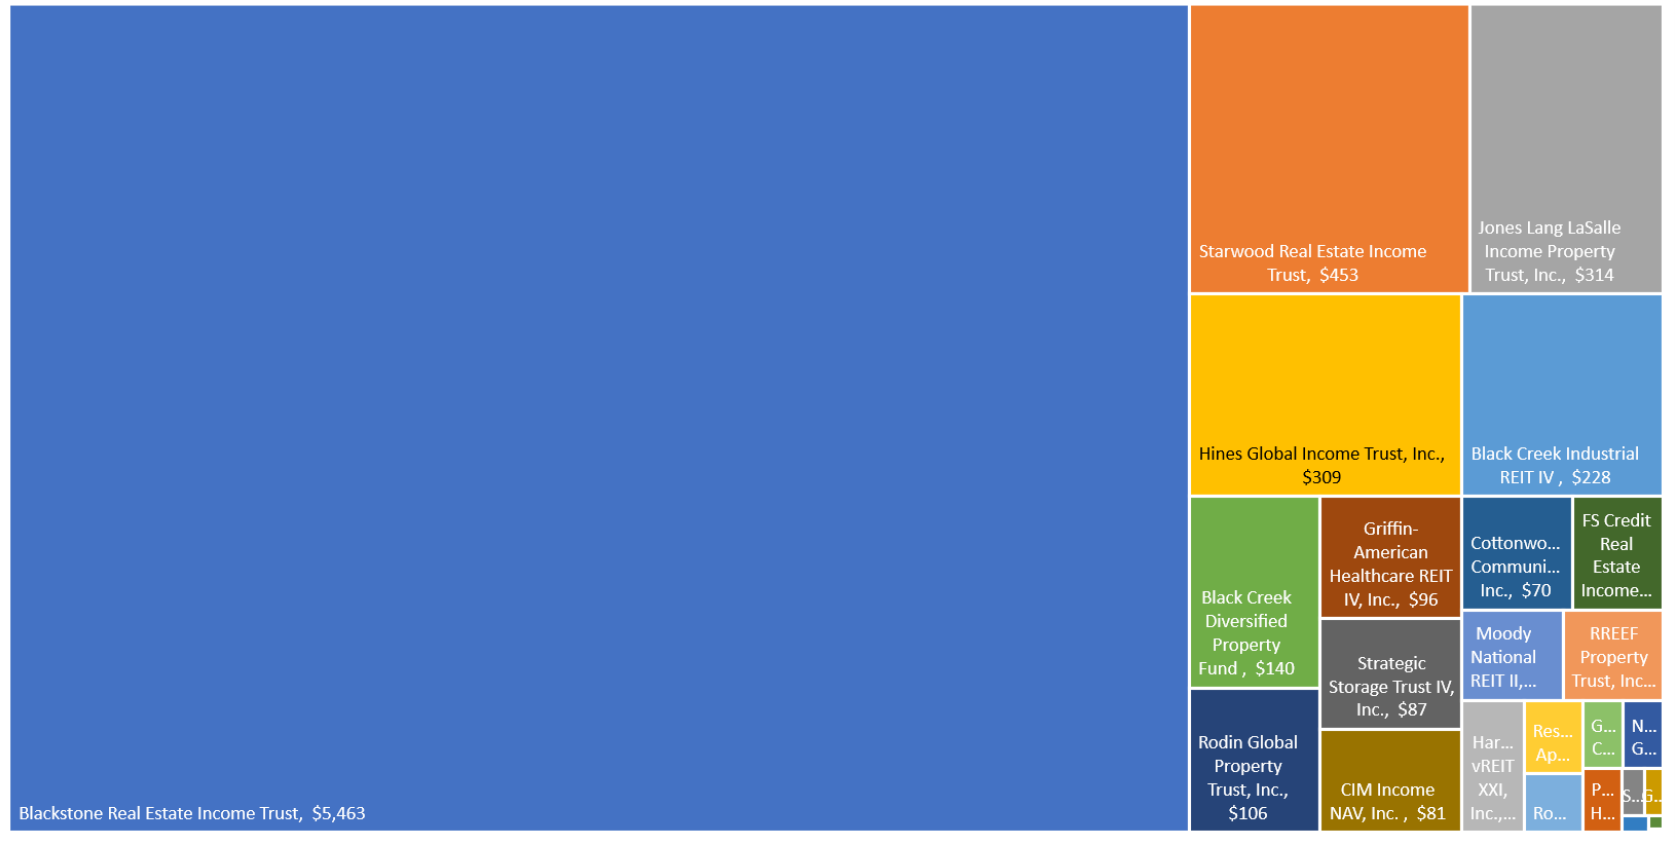 Blackstone Real Estate Income Trust,  $5,463
Starwood Real Estate Income
Trust,  $453
Jones Lang LaSalle
Income Property
Trust, Inc.,  $314
Hines Global Income Trust, Inc.,
$309
Black Creek Industrial
REIT IV ,  $228
Black Creek
Diversified
Property
Fund ,  $140
Rodin Global
Property
Trust, Inc.,
$106
Griffin-
American
Healthcare REIT
IV, Inc.,  $96
Strategic
Storage Trust IV,
Inc.,  $87
CIM Income
NAV, Inc. ,  $81
Cottonwo...
Communi...
Inc.,  $70
FS Credit
Real
Estate
Income...
Moody
National
REIT II,...
RREEF
Property
Trust, Inc...
Har...
vREIT
XXI,
Inc.,...
Res...
Ap...
Ro...
G...
C...
N...
G...
P...
H...
S...
G...